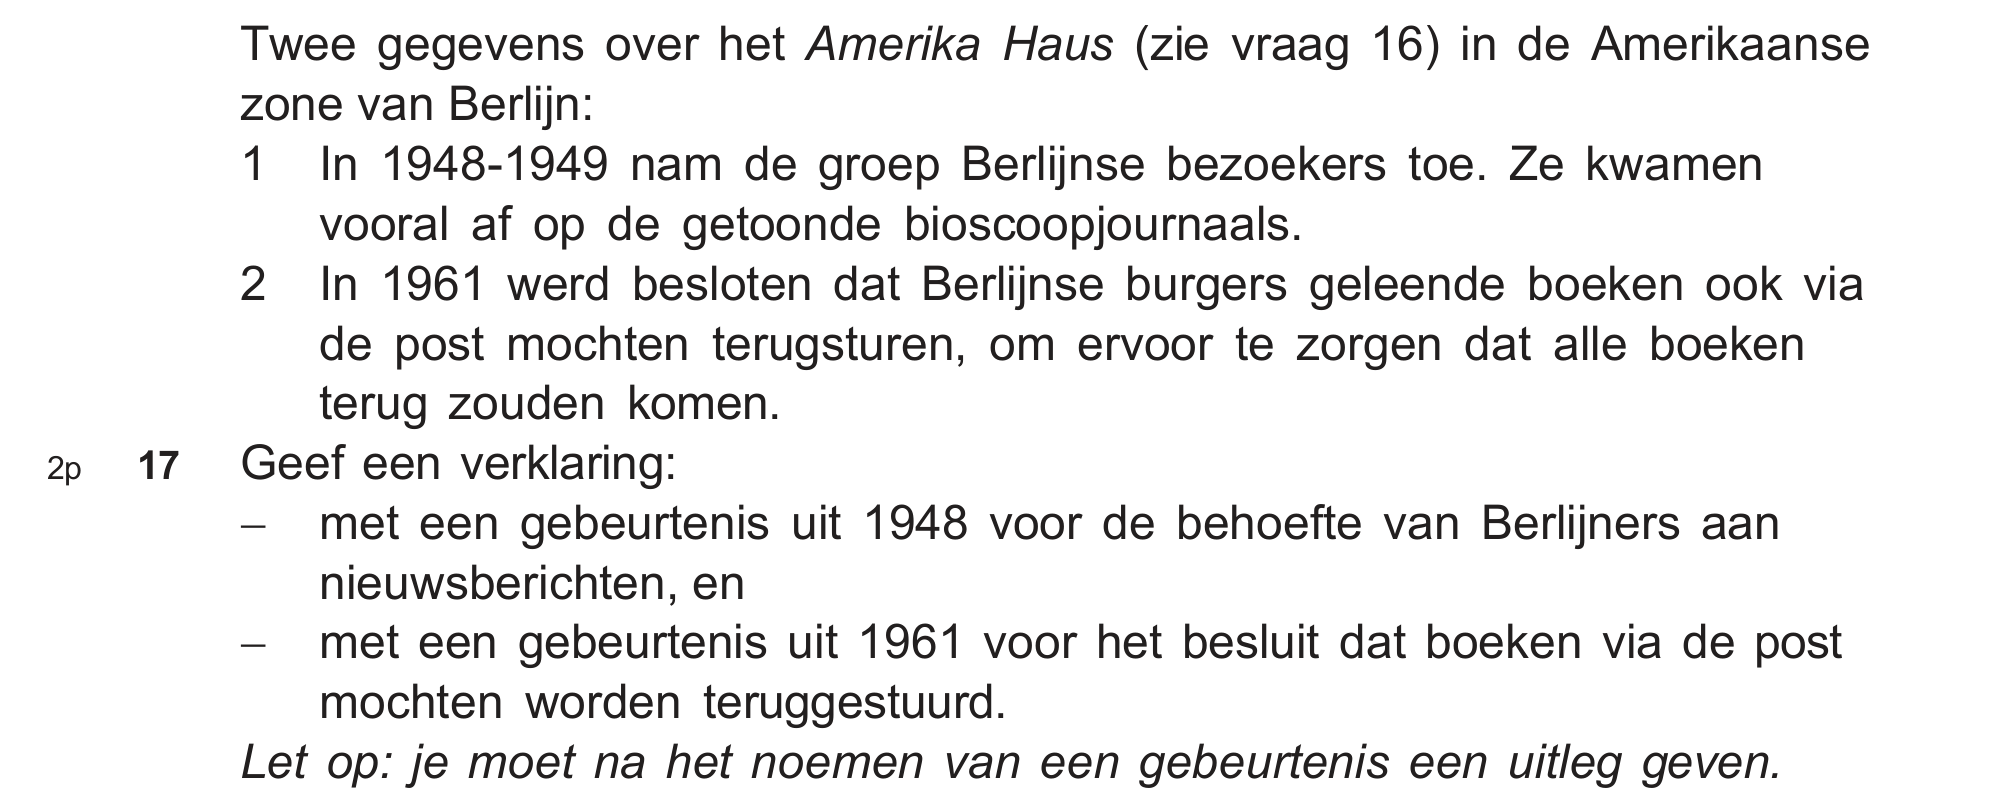 Twee gegevens over het Amerika Haus (zie vraag 16) in de Amerikaanse
zone van Berlijn:
1 In 1948-1949 nam de groep Berlijnse bezoekers toe. Ze kwamen
vooral af op de getoonde bioscoopjournaals.
2 In 1961 werd besloten dat Berlijnse burgers geleende boeken ook via
de post mochten terugsturen, om ervoor te zorgen dat alle boeken
terug zouden komen.
2p 17 Geef een verklaring:
– met een gebeurtenis uit 1948 voor de behoefte van Berlijners aan
nieuwsberichten, en
– met een gebeurtenis uit 1961 voor het besluit dat boeken via de post
mochten worden teruggestuurd.
Let op: je moet na het noemen van een gebeurtenis een uitleg geven.